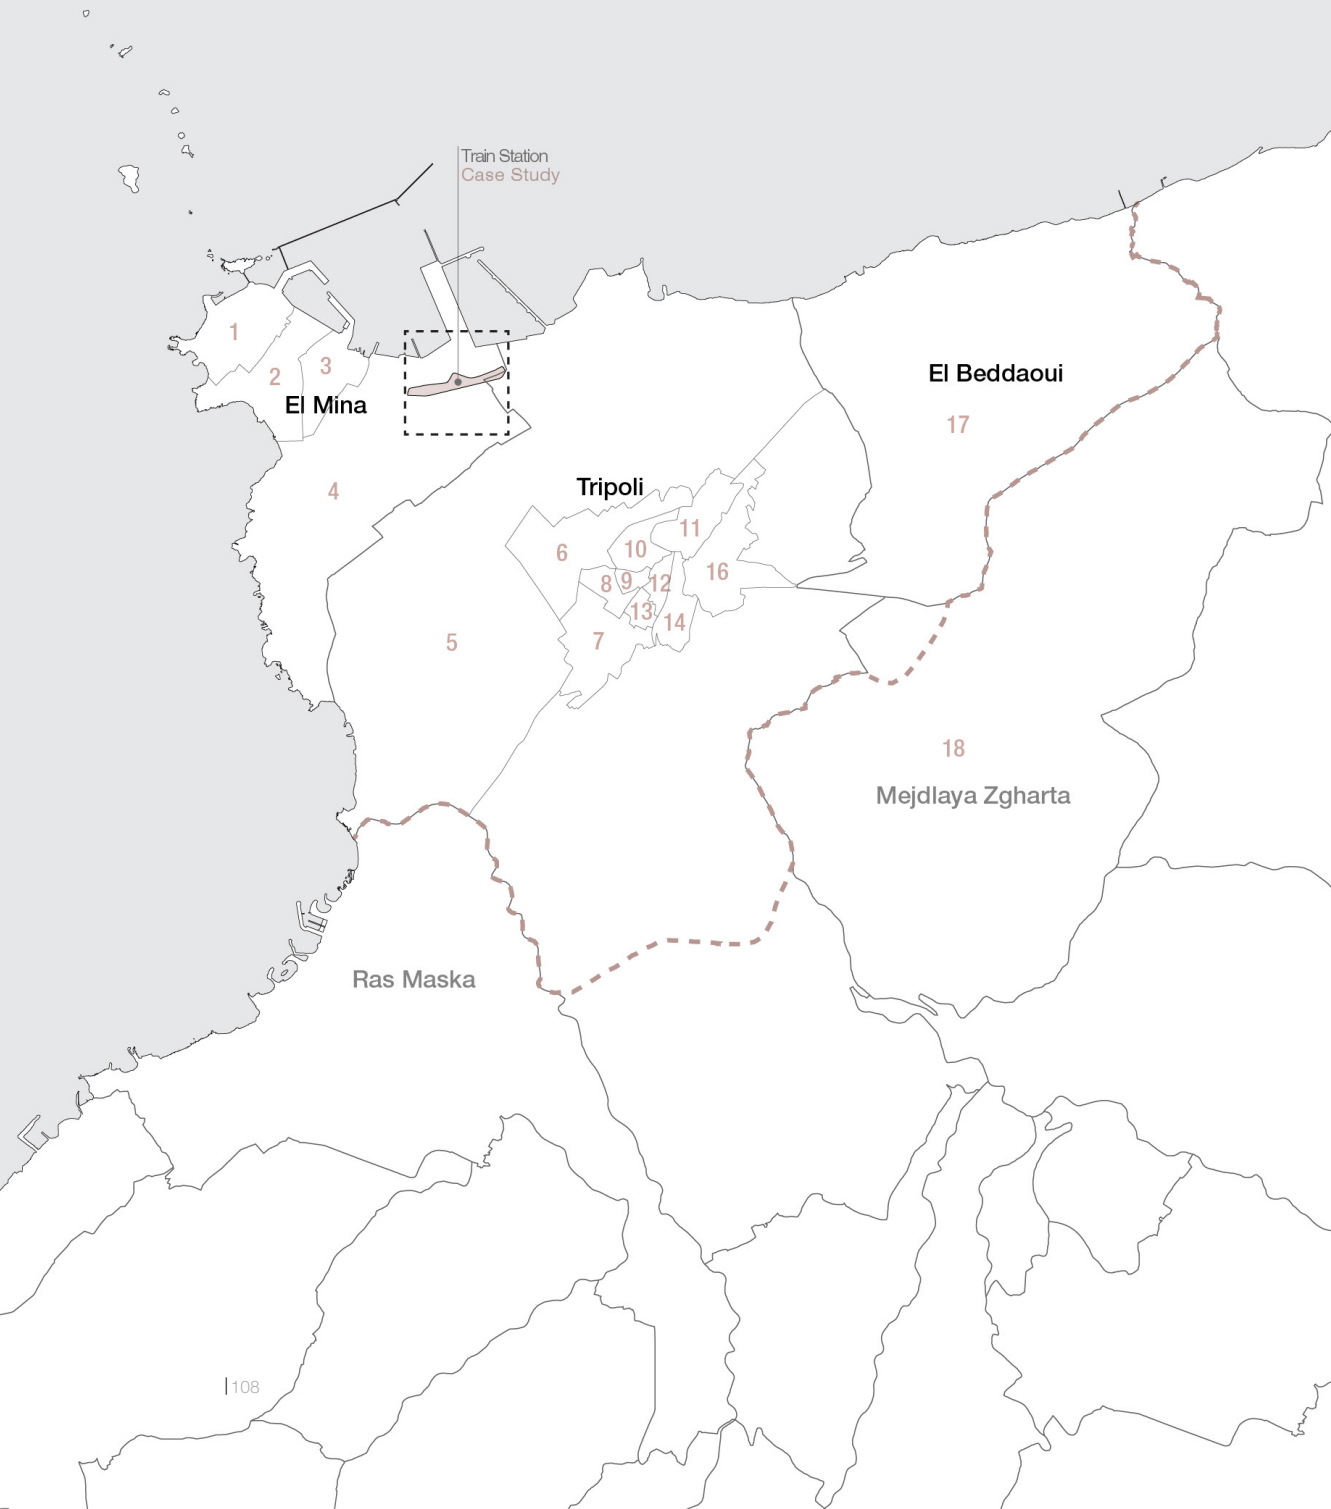 Train Station
Case Study
1
2
3
El Mina
4
El Beddaoui
17
Tripoli
11
10
6
16
8
9
12
13
14
7
5
18
Mejdlaya Zgharta
Ras Maska
108